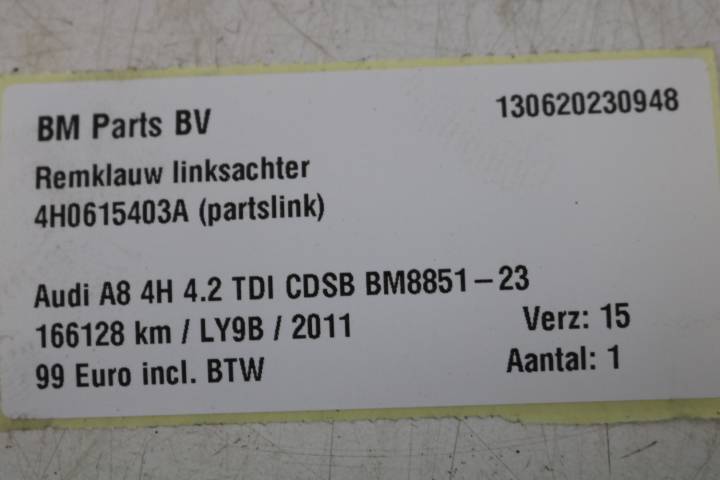 BM Parts BV 130620230948
Remklauw linksachter
4H0615403A (partslink)
Audi A8 4H 4.2 TDI CDSB BM8851-23
166128 km / LY9B / 2011 Verz: 15
99 Euro incl. BTW Aantal: 1